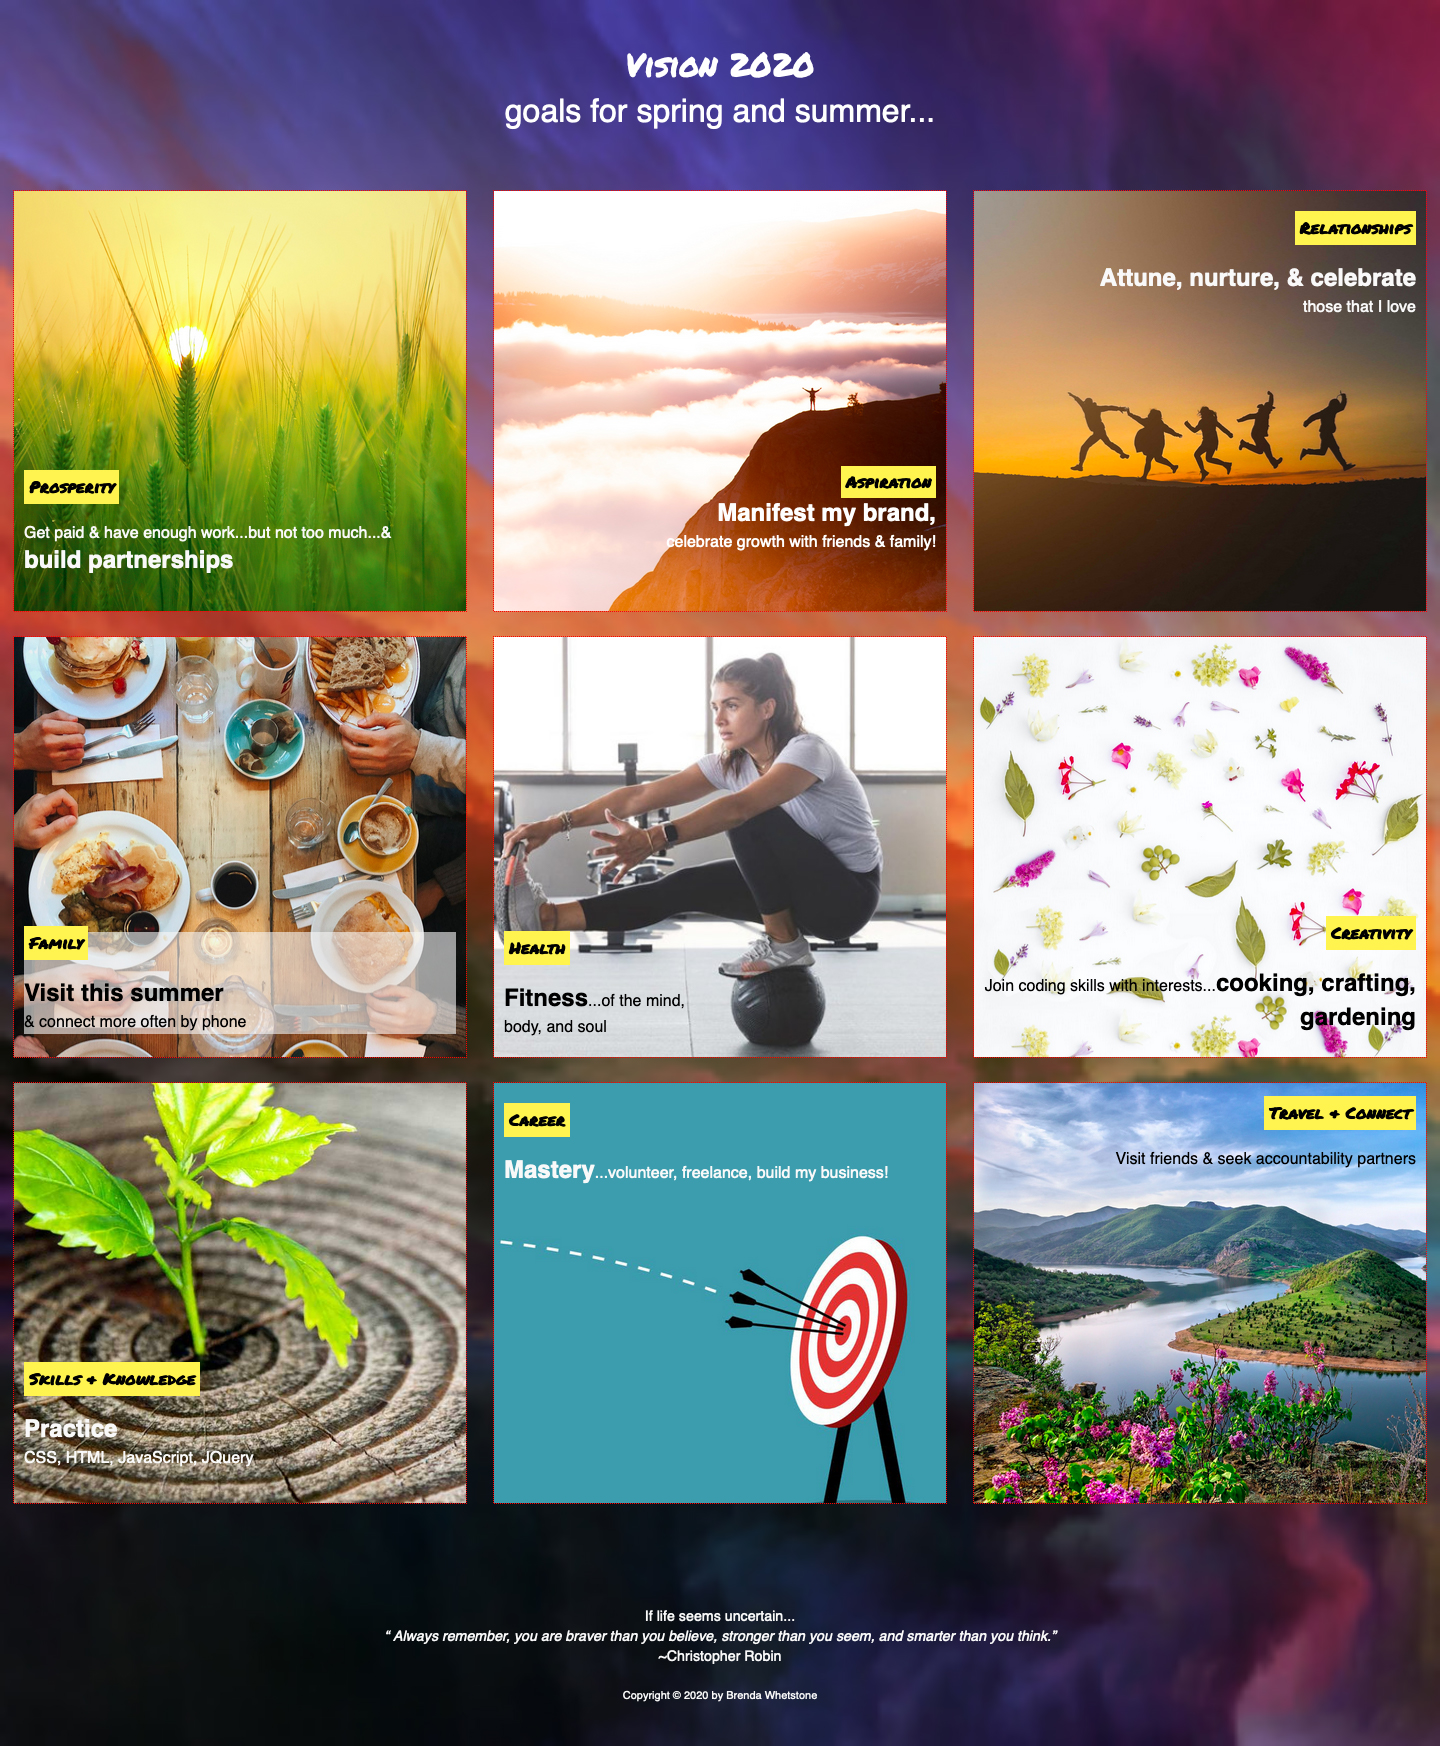 Vision 2020
goals for spring and summer...
Prosperity
Get paid & have enough work...but not too much...&
build partnerships
Aspiration
Manifest my brand,
celebrate growth with friends & family!
Relationships
Attune, nurture, & celebrate
those that I love
Family
Visit this summer
& connect more often by phone
Health
Fitness...of the mind,
body, and soul
Creativity
Join coding skills with interests...cooking, crafting,
gardening
Skills & Knowledge
Practice
CSS, HTML, JavaScript, JQuery
Career
Mastery...volunteer, freelance, build my business!
Travel & Connect
Visit friends & seek accountability partners
If life seems uncertain...
“ Always remember, you are braver than you believe, stronger than you seem, and smarter than you think.”
~Christopher Robin
Copyright © 2020 by Brenda Whetstone